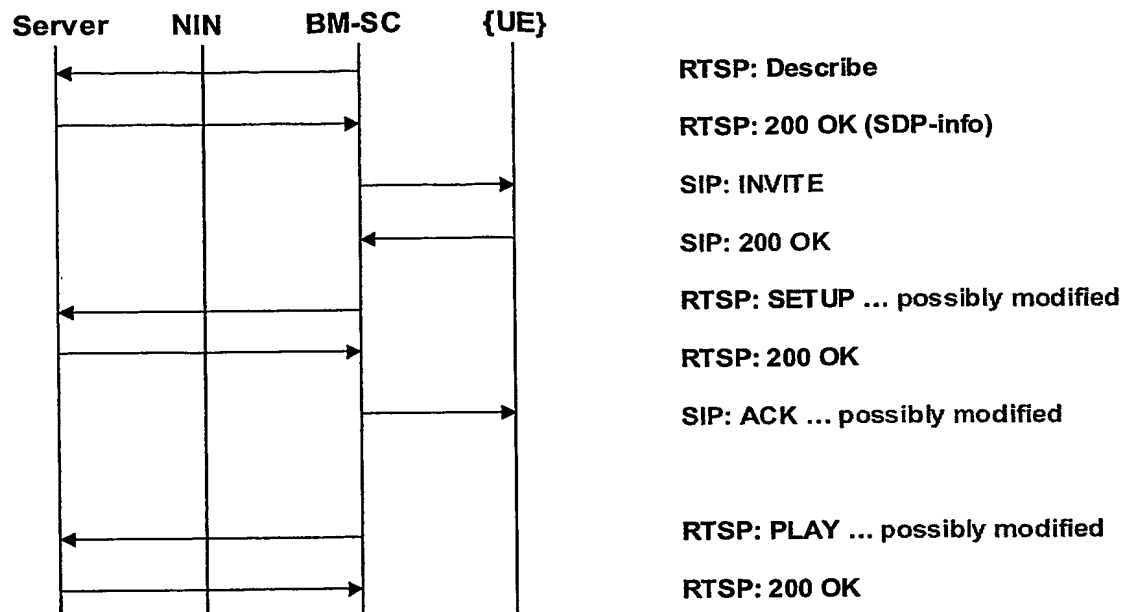 Server NIN BM-SC {UE}
RTSP: Describe
RTSP: 200 OK (SDP-info)
SIP: INVITE
SIP: 200 OK
RTSP: SETUP ... possibly modified
RTSP: 200 OK
SIP: ACK ... possibly modified
RTSP: PLAY ... possibly modified
RTSP: 200 OK